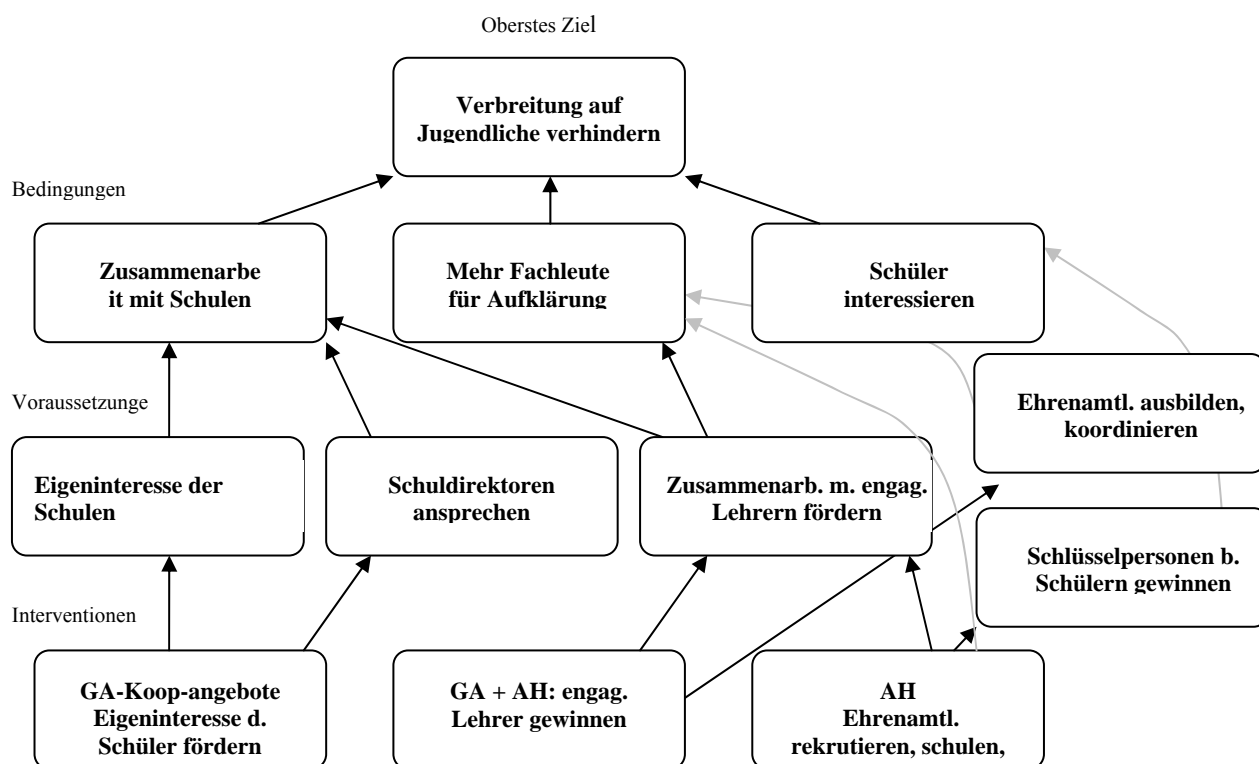 Oberstes Ziel
Verbreitung auf
Jugendliche verhindern
Bedingungen
Zusammenarbe
it mit Schulen
Mehr Fachleute
für Aufklärung
Schüler
interessieren
Voraussetzunge
Ehrenamtl. ausbilden,
koordinieren
Eigeninteresse der
Schulen
Schuldirektoren
ansprechen
Zusammenarb. m. engag.
Lehrern fördern
Schlüsselpersonen b.
Schülern gewinnen
Interventionen
GA-Koop-angebote
Eigeninteresse d.
Schüler fördern
GA + AH: engag.
Lehrer gewinnen
AH
Ehrenamtl.
rekrutieren, schulen,